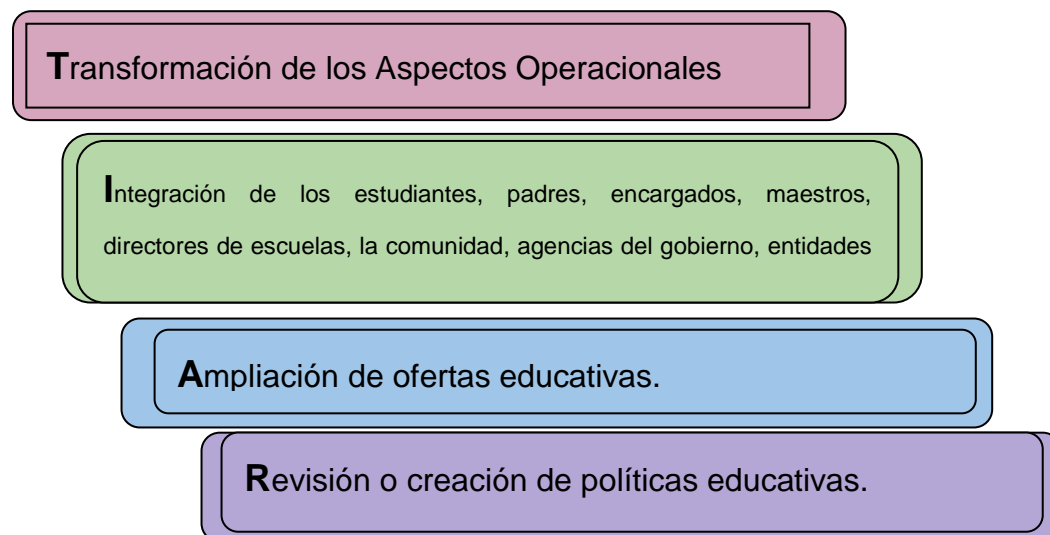 Transformación de los Aspectos Operacionales
Integración de los estudiantes, padres, encargados, maestros,
directores de escuelas, la comunidad, agencias del gobierno, entidades
Ampliación de ofertas educativas.
Revisión o creación de políticas educativas.